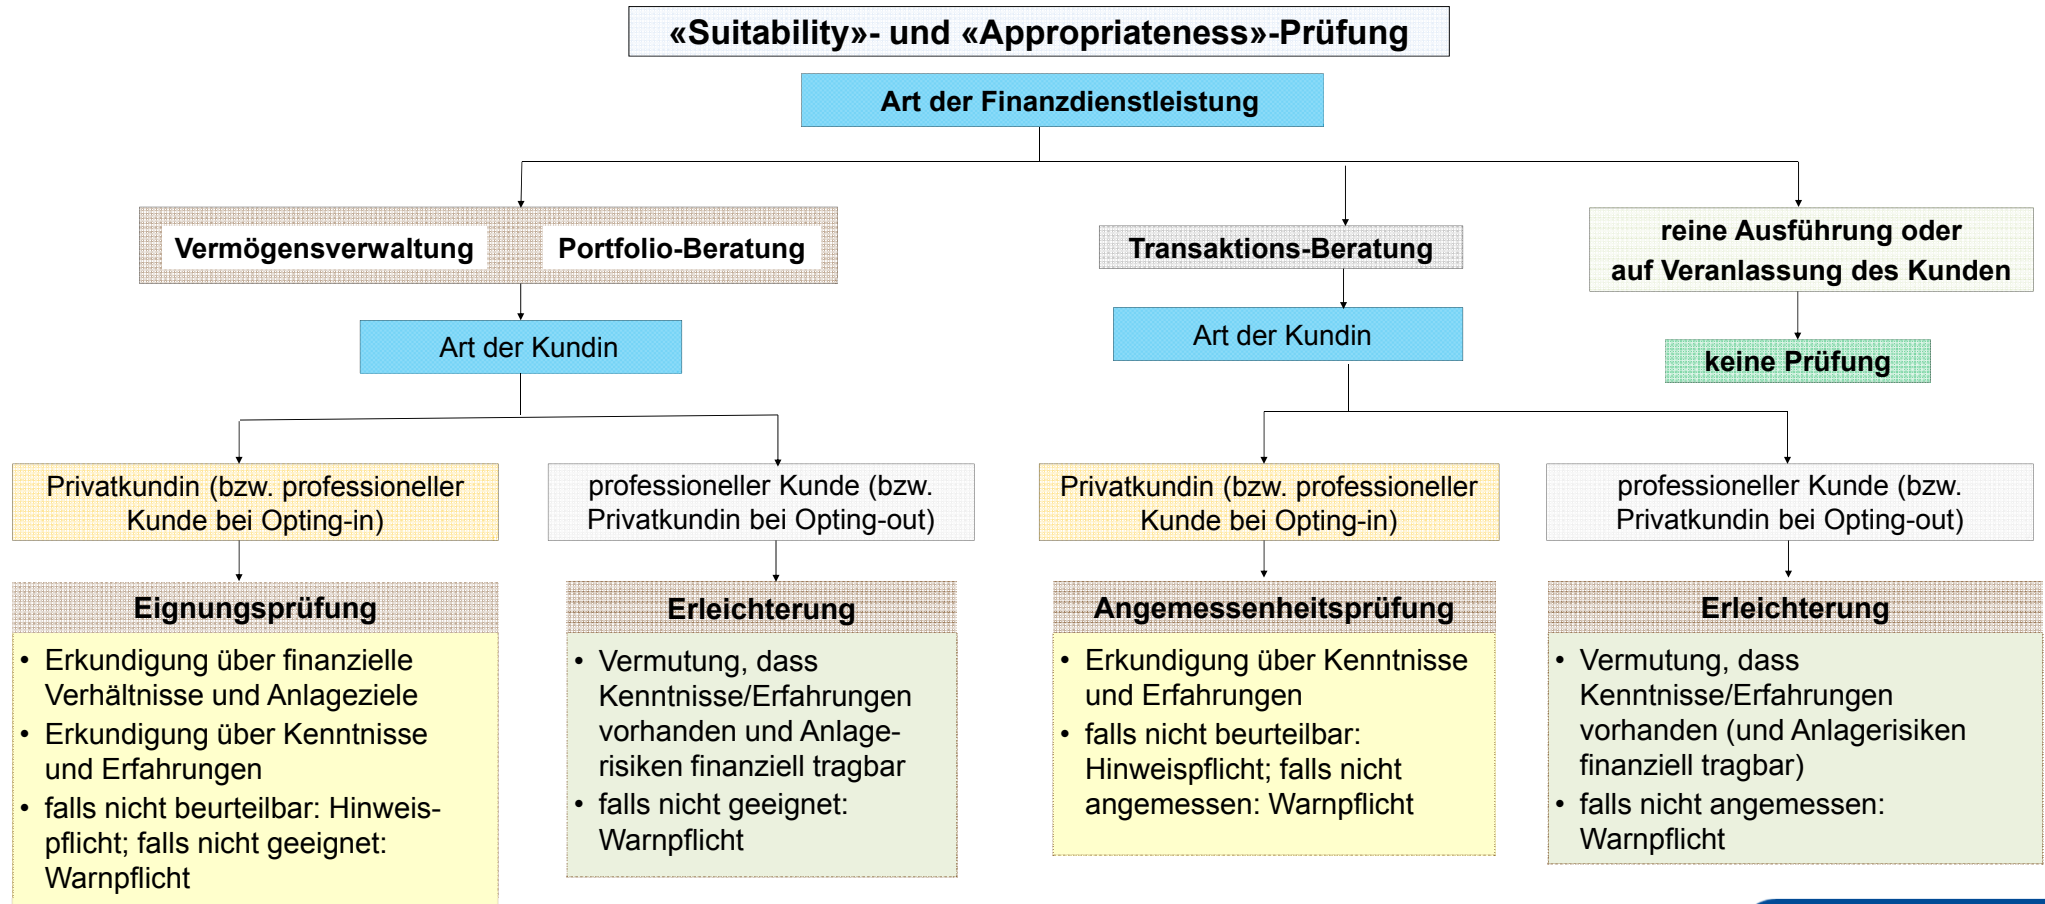 «Suitability»- und «Appropriateness»-Prüfung
Art der Finanzdienstleistung
Vermögensverwaltung
Portfolio-Beratung
Transaktions-Beratung
reine Ausführung oder
auf Veranlassung des Kunden
Art der Kundin
Art der Kundin
keine Prüfung
Privatkundin (bzw. professioneller
Kunde bei Opting-in)
professioneller Kunde (bzw.
Privatkundin bei Opting-out)
Privatkundin (bzw. professioneller
Kunde bei Opting-in)
professioneller Kunde (bzw.
Privatkundin bei Opting-out)
Eignungsprüfung
• Erkundigung über finanzielle
Verhältnisse und Anlageziele
• Erkundigung über Kenntnisse
und Erfahrungen
• falls nicht beurteilbar: Hinweis-
pflicht; falls nicht geeignet:
Warnpflicht
Erleichterung
• Vermutung, dass
Kenntnisse/Erfahrungen
vorhanden und Anlage-
risiken finanziell tragbar
• falls nicht geeignet:
Warnpflicht
Angemessenheitsprüfung
• Erkundigung über Kenntnisse
und Erfahrungen
• falls nicht beurteilbar:
Hinweispflicht; falls nicht
angemessen: Warnpflicht
Erleichterung
• Vermutung, dass
Kenntnisse/Erfahrungen
vorhanden (und Anlagerisiken
finanziell tragbar)
• falls nicht angemessen:
Warnpflicht